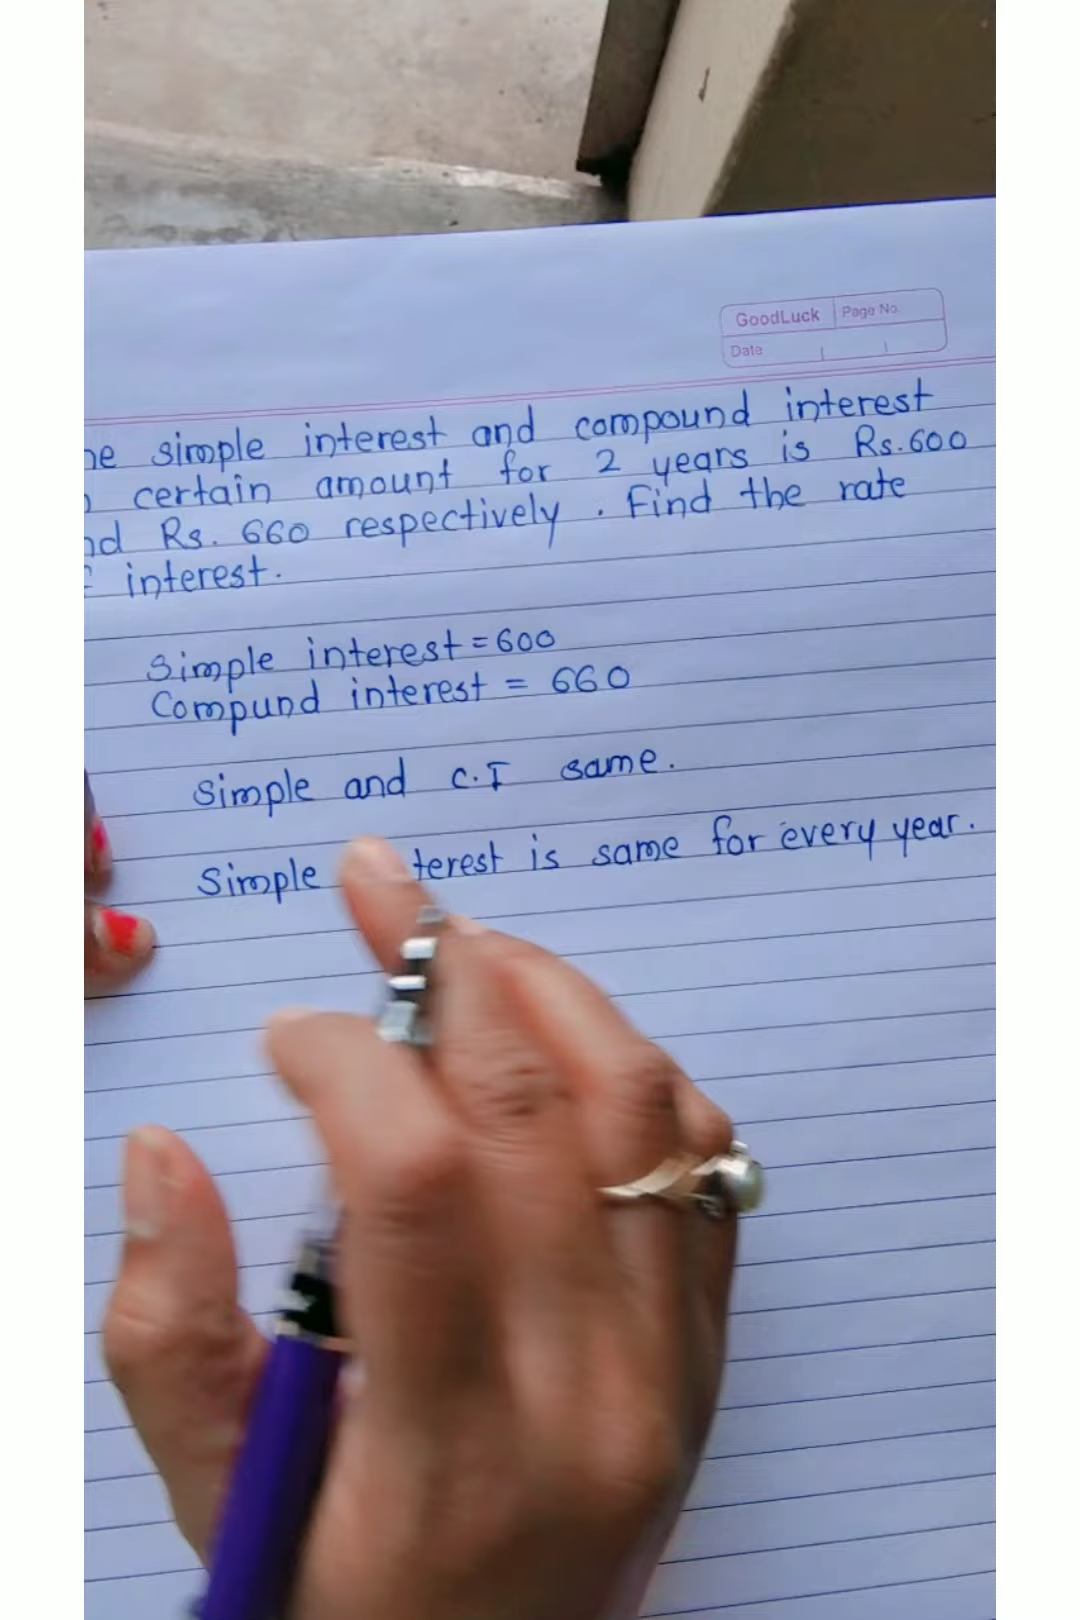 GoodLuck Page No.
Date
he simple interest and compound interest
certain amount for 2 years is Rs.600
nd Rs. 660 respectively. Find the rate
interest.
Simple interest = 600
Compund interest = 660
Simple and C.I same.
Simple terest is same for every year.